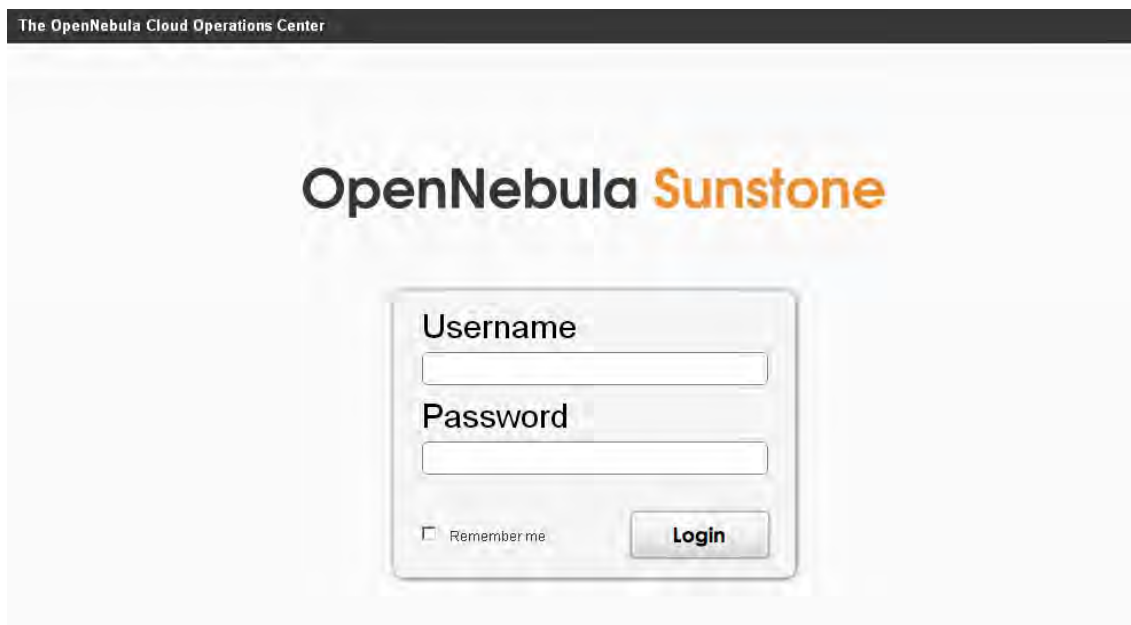 The OpenNebula Cloud Operations Center
OpenNebula Sunstone
Username
Password
Remember me
Login